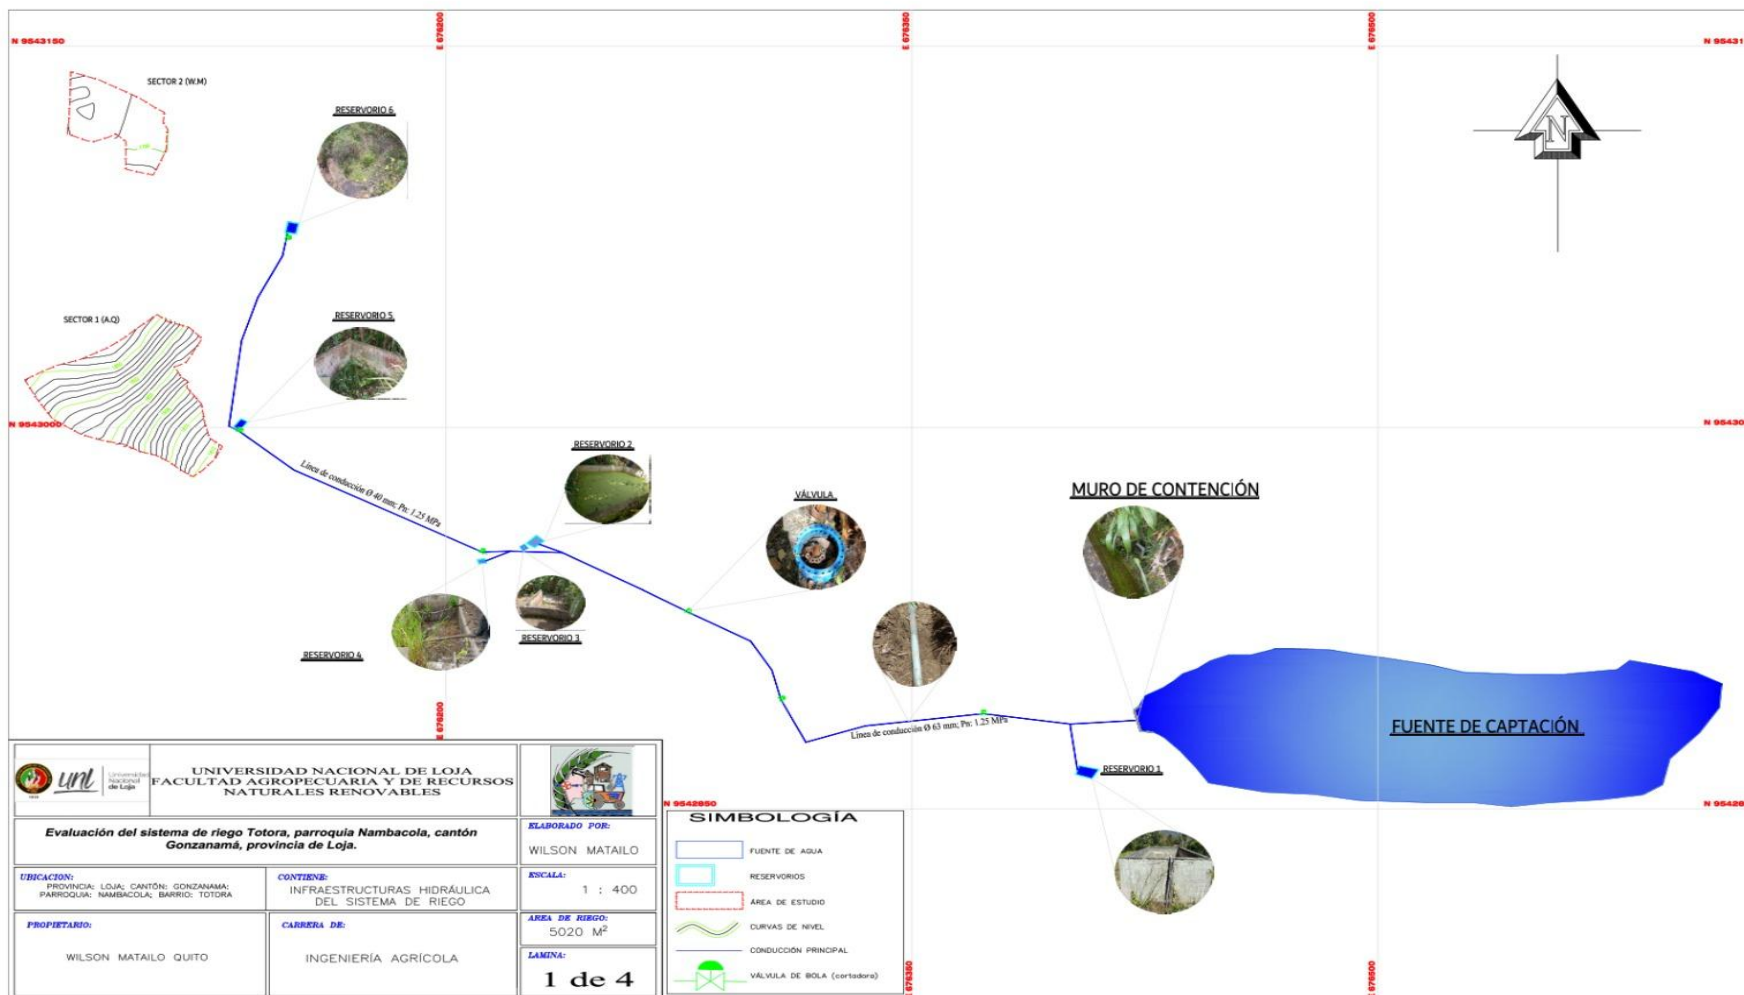 E 676200
E 676350
E 676500
N 9543150
N 95431
SECTOR 2 (W.M)
RESERVORIO 6
SECTOR 1 (A.Q)
RESERVORIO 5
N 9543000
N 95430
RESERVORIO 2
Línea de conducción Ø 40 mm; Pn: 1.25 MPa
VÁLVULA
MURO DE CONTENCIÓN
RESERVORIO 3
RESERVORIO 4
E 676200
Línea de conducción Ø 63 mm; Pn: 1.25 MPa
FUENTE DE CAPTACIÓN
RESERVORIO 1
N 9542850
N 95428
unl Universidad
Nacional
de Loja
UNIVERSIDAD NACIONAL DE LOJA
FACULTAD AGROPECUARIA Y DE RECURSOS
NATURALES RENOVABLES
Evaluación del sistema de riego Totora, parroquia Nambacola, cantón
Gonzanamá, provincia de Loja.
ELABORADO POR:
WILSON MATAILO
UBICACION:
PROVINCIA: LOJA; CANTÓN: GONZANAMA;
PARROQUIA: NAMBACOLA; BARRIO: TOTORA
CONTIENE:
INFRAESTRUCTURAS HIDRÁULICA
DEL SISTEMA DE RIEGO
ESCALA:
1 : 400
PROPIETARIO:
WILSON MATAILO QUITO
CARRERA DE:
INGENIERÍA AGRÍCOLA
AREA DE RIEGO:
5020 M²
LAMINA:
1 de 4
SIMBOLOGÍA
FUENTE DE AGUA
RESERVORIOS
ÁREA DE ESTUDIO
CURVAS DE NIVEL
CONDUCCIÓN PRINCIPAL
VÁLVULA DE BOLA (cortadora)
E 676350
E 676500